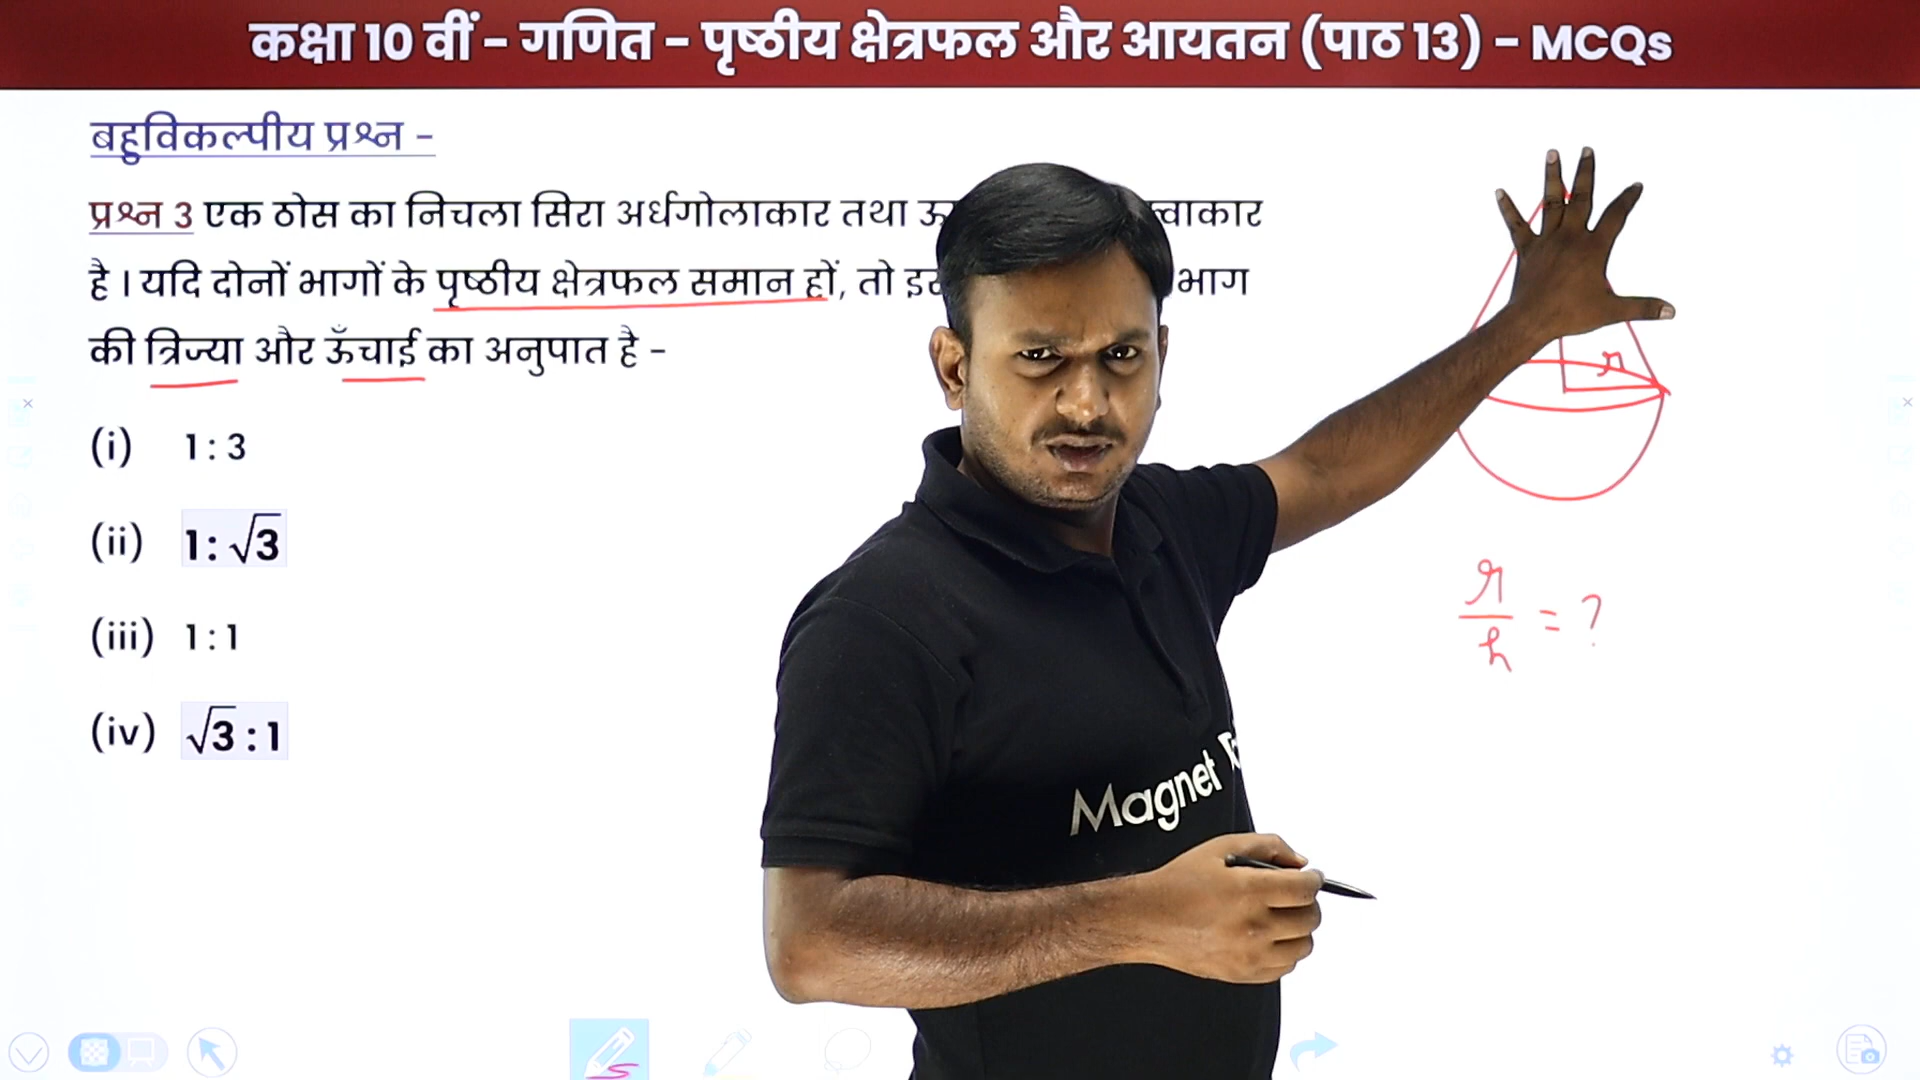 कक्षा 10 वीं - गणित - पृष्ठीय क्षेत्रफल और आयतन (पाठ 13) - MCQs
बहुविकल्पीय प्रश्न -
प्रश्न 3 एक ठोस का निचला सिरा अर्धगोलाकार तथा
है । यदि दोनों भागों के पृष्ठीय क्षेत्रफल समान हों, तो भाग
की त्रिज्या और ऊँचाई का अनुपात है -
(i) 1 : 3
(ii) 1 : √3
(iii) 1 : 1
(iv) √3 : 1
r
r/h = ?
Magnet